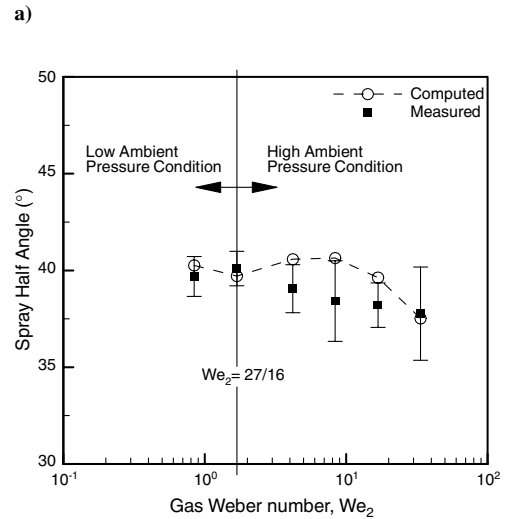 a)
50
45
40
35
30
Spray Half Angle (°)
Computed
Measured
Low Ambient
Pressure Condition
High Ambient
Pressure Condition
We₂= 27/16
10⁻¹
10⁰
10¹
10²
Gas Weber number, We₂